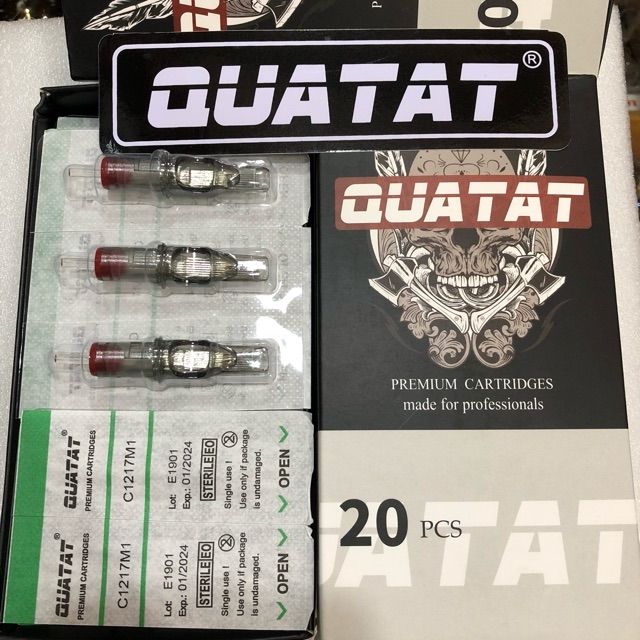 QUATAT®
QUATAT
PREMIUM CARTRIDGES
made for professionals
20 PCS
QUATAT
QUATAT®
PREMIUM CARTRIDGES
C1217M1
Lot: E1901
Exp.: 01/2024
STERILE EO
Single use !
Use only if package
is undamaged.
OPEN
QUATAT®
PREMIUM CARTRIDGES
C1217M1
Lot: E1901
Exp.: 01/2024
STERILE EO
Single use !
Use only if package
is undamaged.
OPEN